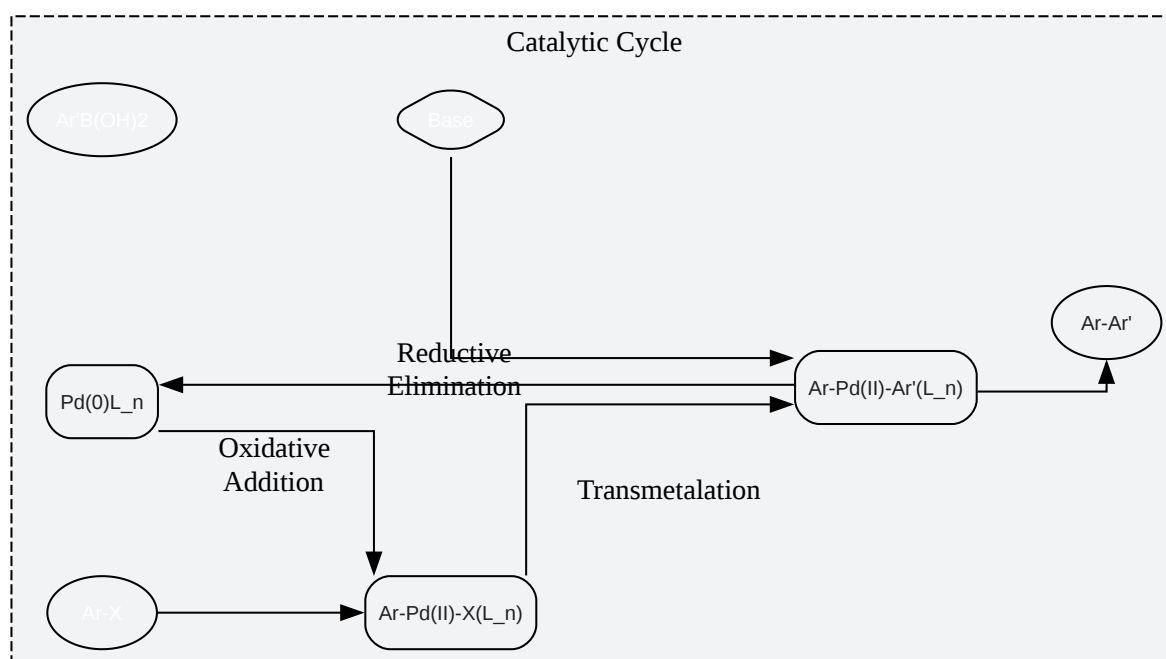 Catalytic Cycle
Ar'B(OH)2
Base
Ar-Ar'
Reductive
Elimination
Pd(0)L_n
Ar-Pd(II)-Ar'(L_n)
Oxidative
Addition
Transmetalation
Ar-X
Ar-Pd(II)-X(L_n)